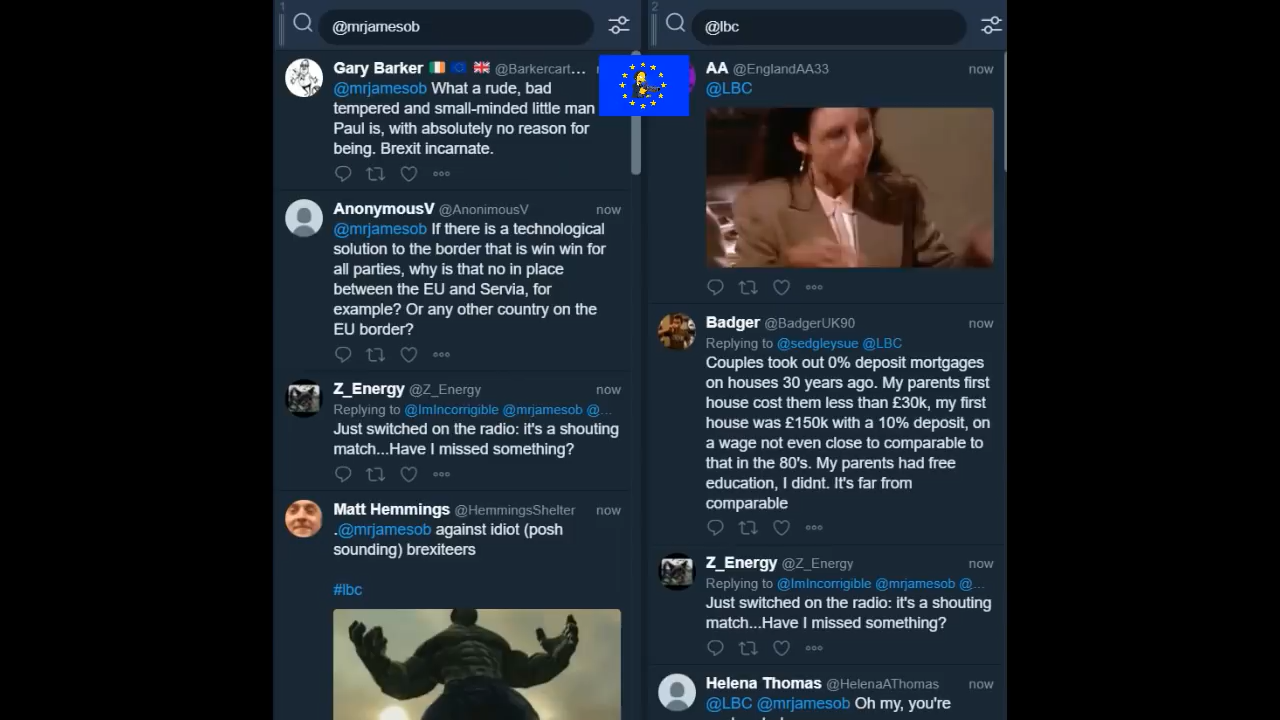 1
@mrjamesob
Gary Barker @Barkercart…
@mrjamesob What a rude, bad
tempered and small-minded little man
Paul is, with absolutely no reason for
being. Brexit incarnate.
AnonymousV @AnonimousV now
@mrjamesob If there is a technological
solution to the border that is win win for
all parties, why is that no in place
between the EU and Servia, for
example? Or any other country on the
EU border?
Z_Energy @Z_Energy now
Replying to @ImIncorrigible @mrjamesob @…
Just switched on the radio: it's a shouting
match...Have I missed something?
Matt Hemmings @HemmingsShelter now
.@mrjamesob against idiot (posh
sounding) brexiteers
#lbc
2
@lbc
AA @EnglandAA33 now
@LBC
Badger @BadgerUK90 now
Replying to @sedgleysue @LBC
Couples took out 0% deposit mortgages
on houses 30 years ago. My parents first
house cost them less than £30k, my first
house was £150k with a 10% deposit, on
a wage not even close to comparable to
that in the 80's. My parents had free
education, I didnt. It's far from
comparable
Z_Energy @Z_Energy now
Replying to @ImIncorrigible @mrjamesob @…
Just switched on the radio: it's a shouting
match...Have I missed something?
Helena Thomas @HelenaAThomas now
@LBC @mrjamesob Oh my, you're